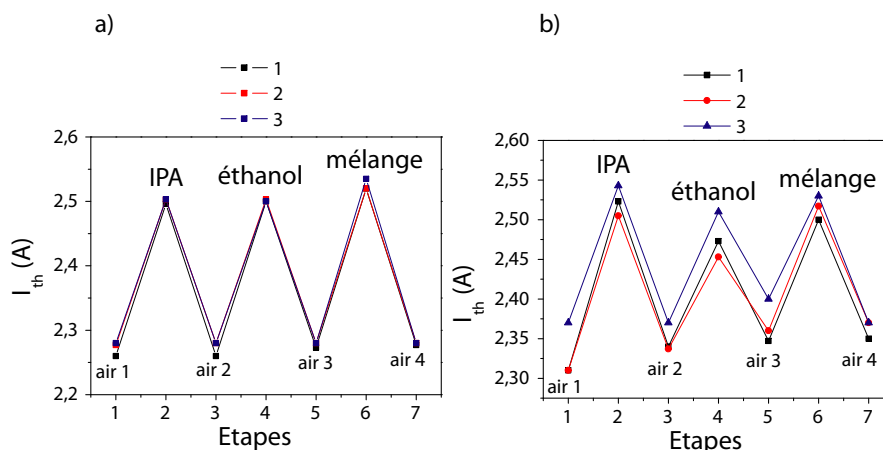 a)
1
2
3
2,6
2,5
2,4
2,3
2,2
I th (A)
IPA
éthanol
mélange
air 1
air 2
air 3
air 4
1 2 3 4 5 6 7
Etapes
b)
1
2
3
2,60
2,55
2,50
2,45
2,40
2,35
2,30
I th (A)
IPA
éthanol
mélange
air 1
air 2
air 3
air 4
1 2 3 4 5 6 7
Etapes